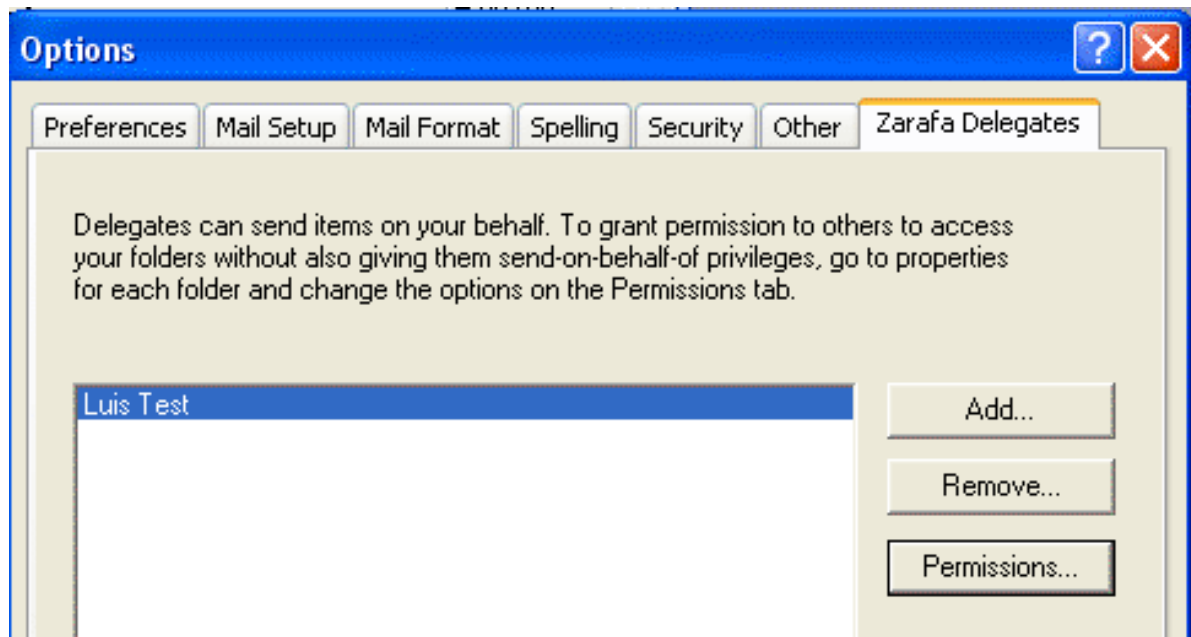 Options
?
Preferences Mail Setup Mail Format Spelling Security Other Zarafa Delegates
Delegates can send items on your behalf. To grant permission to others to access
your folders without also giving them send-on-behalf-of privileges, go to properties
for each folder and change the options on the Permissions tab.
Luis Test
Add...
Remove...
Permissions...